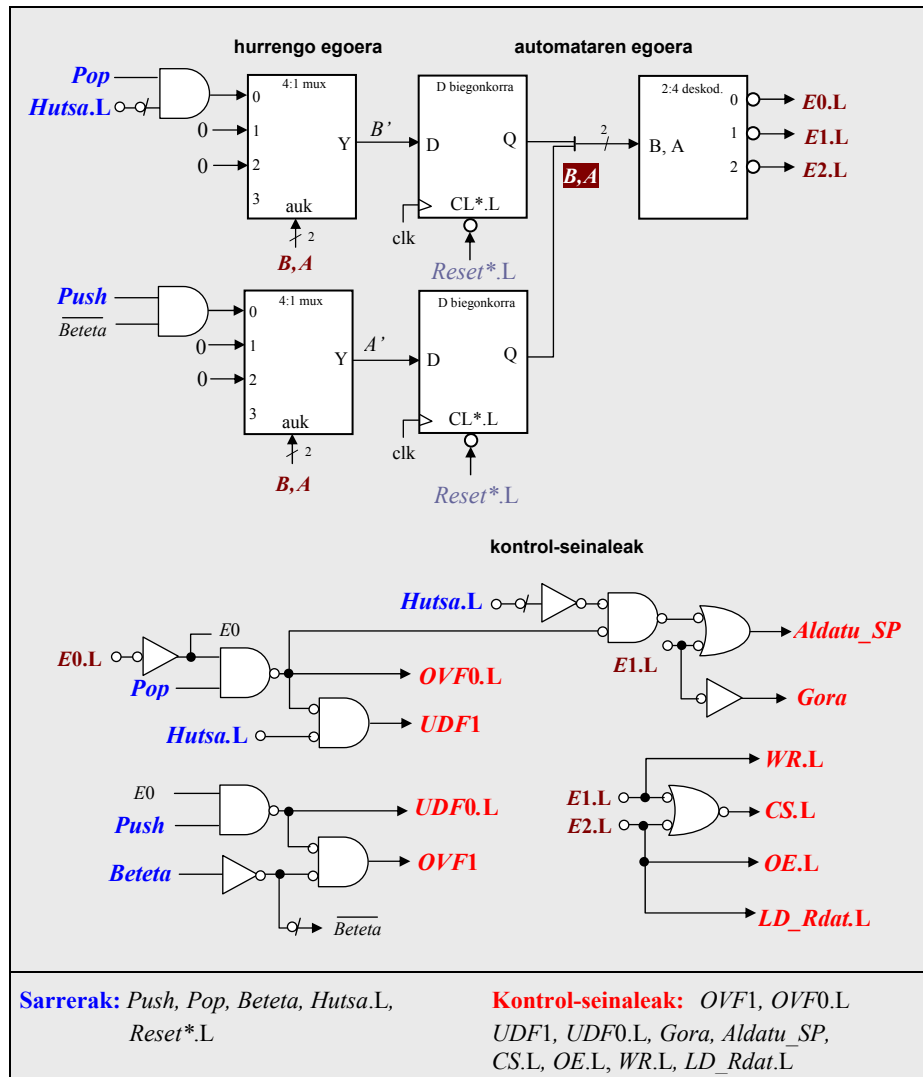 hurrengo egoera
automataren egoera
Pop
Hutsa.L
0
0
4:1 mux
0
1
2
3
Y
auk
2
B,A
B'
D biegonkorra
D
Q
CL*.L
clk
Reset*.L
2
B,A
2:4 deskod.
B, A
0
1
2
E0.L
E1.L
E2.L
Push
Beteta
0
0
4:1 mux
0
1
2
3
Y
auk
2
B,A
A'
D biegonkorra
D
Q
CL*.L
clk
Reset*.L
kontrol-seinaleak
Hutsa.L
E1.L
Aldatu_SP
Gora
E0.L
E0
Pop
OVF0.L
Hutsa.L
UDF1
E0
Push
UDF0.L
Beteta
OVF1
Beteta
E1.L
E2.L
WR.L
CS.L
OE.L
LD_Rdat.L
Sarrerak: Push, Pop, Beteta, Hutsa.L,
Reset*.L
Kontrol-seinaleak: OVF1, OVF0.L
UDF1, UDF0.L, Gora, Aldatu_SP,
CS.L, OE.L, WR.L, LD_Rdat.L